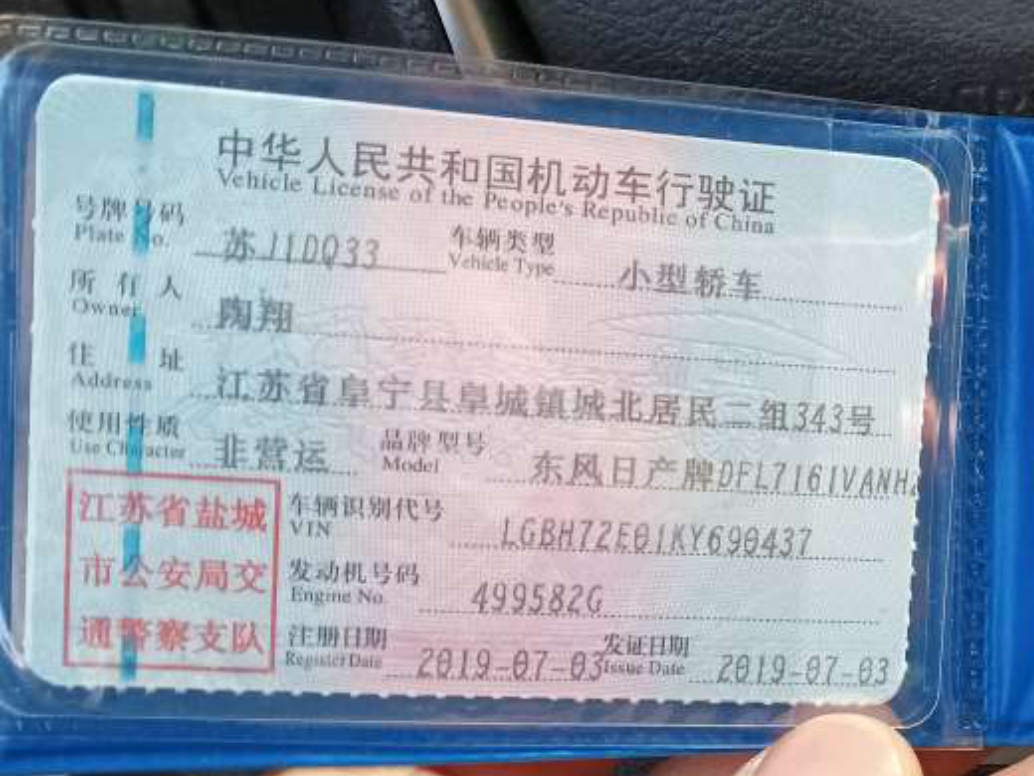 中华人民共和国机动车行驶证
Vehicle License of the People's Republic of China
号牌号码 苏J1DQ33 车辆类型 小型轿车
Plate No. Vehicle Type
所有人 陶翔
Owner
住址 江苏省阜宁县阜城镇城北居民二组343号
Address
使用性质 非营运 品牌型号 东风日产牌DFL7161VANH
Use Character Model
江苏省盐城
市公安局交
通警察支队
车辆识别代号 LGBH72E01KY690437
VIN
发动机号码 499582G
Engine No.
注册日期 2019-07-03 发证日期 2019-07-03
Register Date Issue Date